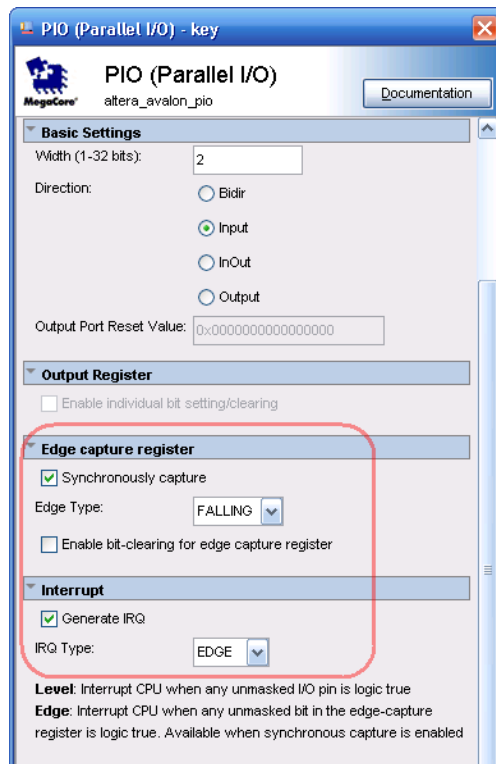 PIO (Parallel I/O) - key
PIO (Parallel I/O)
MegaCore®
altera_avalon_pio
Documentation
Basic Settings
Width (1-32 bits):
2
Direction:
Bidir
Input
InOut
Output
Output Port Reset Value:
0x0000000000000000
Output Register
Enable individual bit setting/clearing
Edge capture register
Synchronously capture
Edge Type:
FALLING
Enable bit-clearing for edge capture register
Interrupt
Generate IRQ
IRQ Type:
EDGE
Level: Interrupt CPU when any unmasked I/O pin is logic true
Edge: Interrupt CPU when any unmasked bit in the edge-capture
register is logic true. Available when synchronous capture is enabled